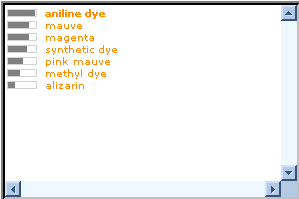 aniline dye
mauve
magenta
synthetic dye
pink mauve
methyl dye
alizarin